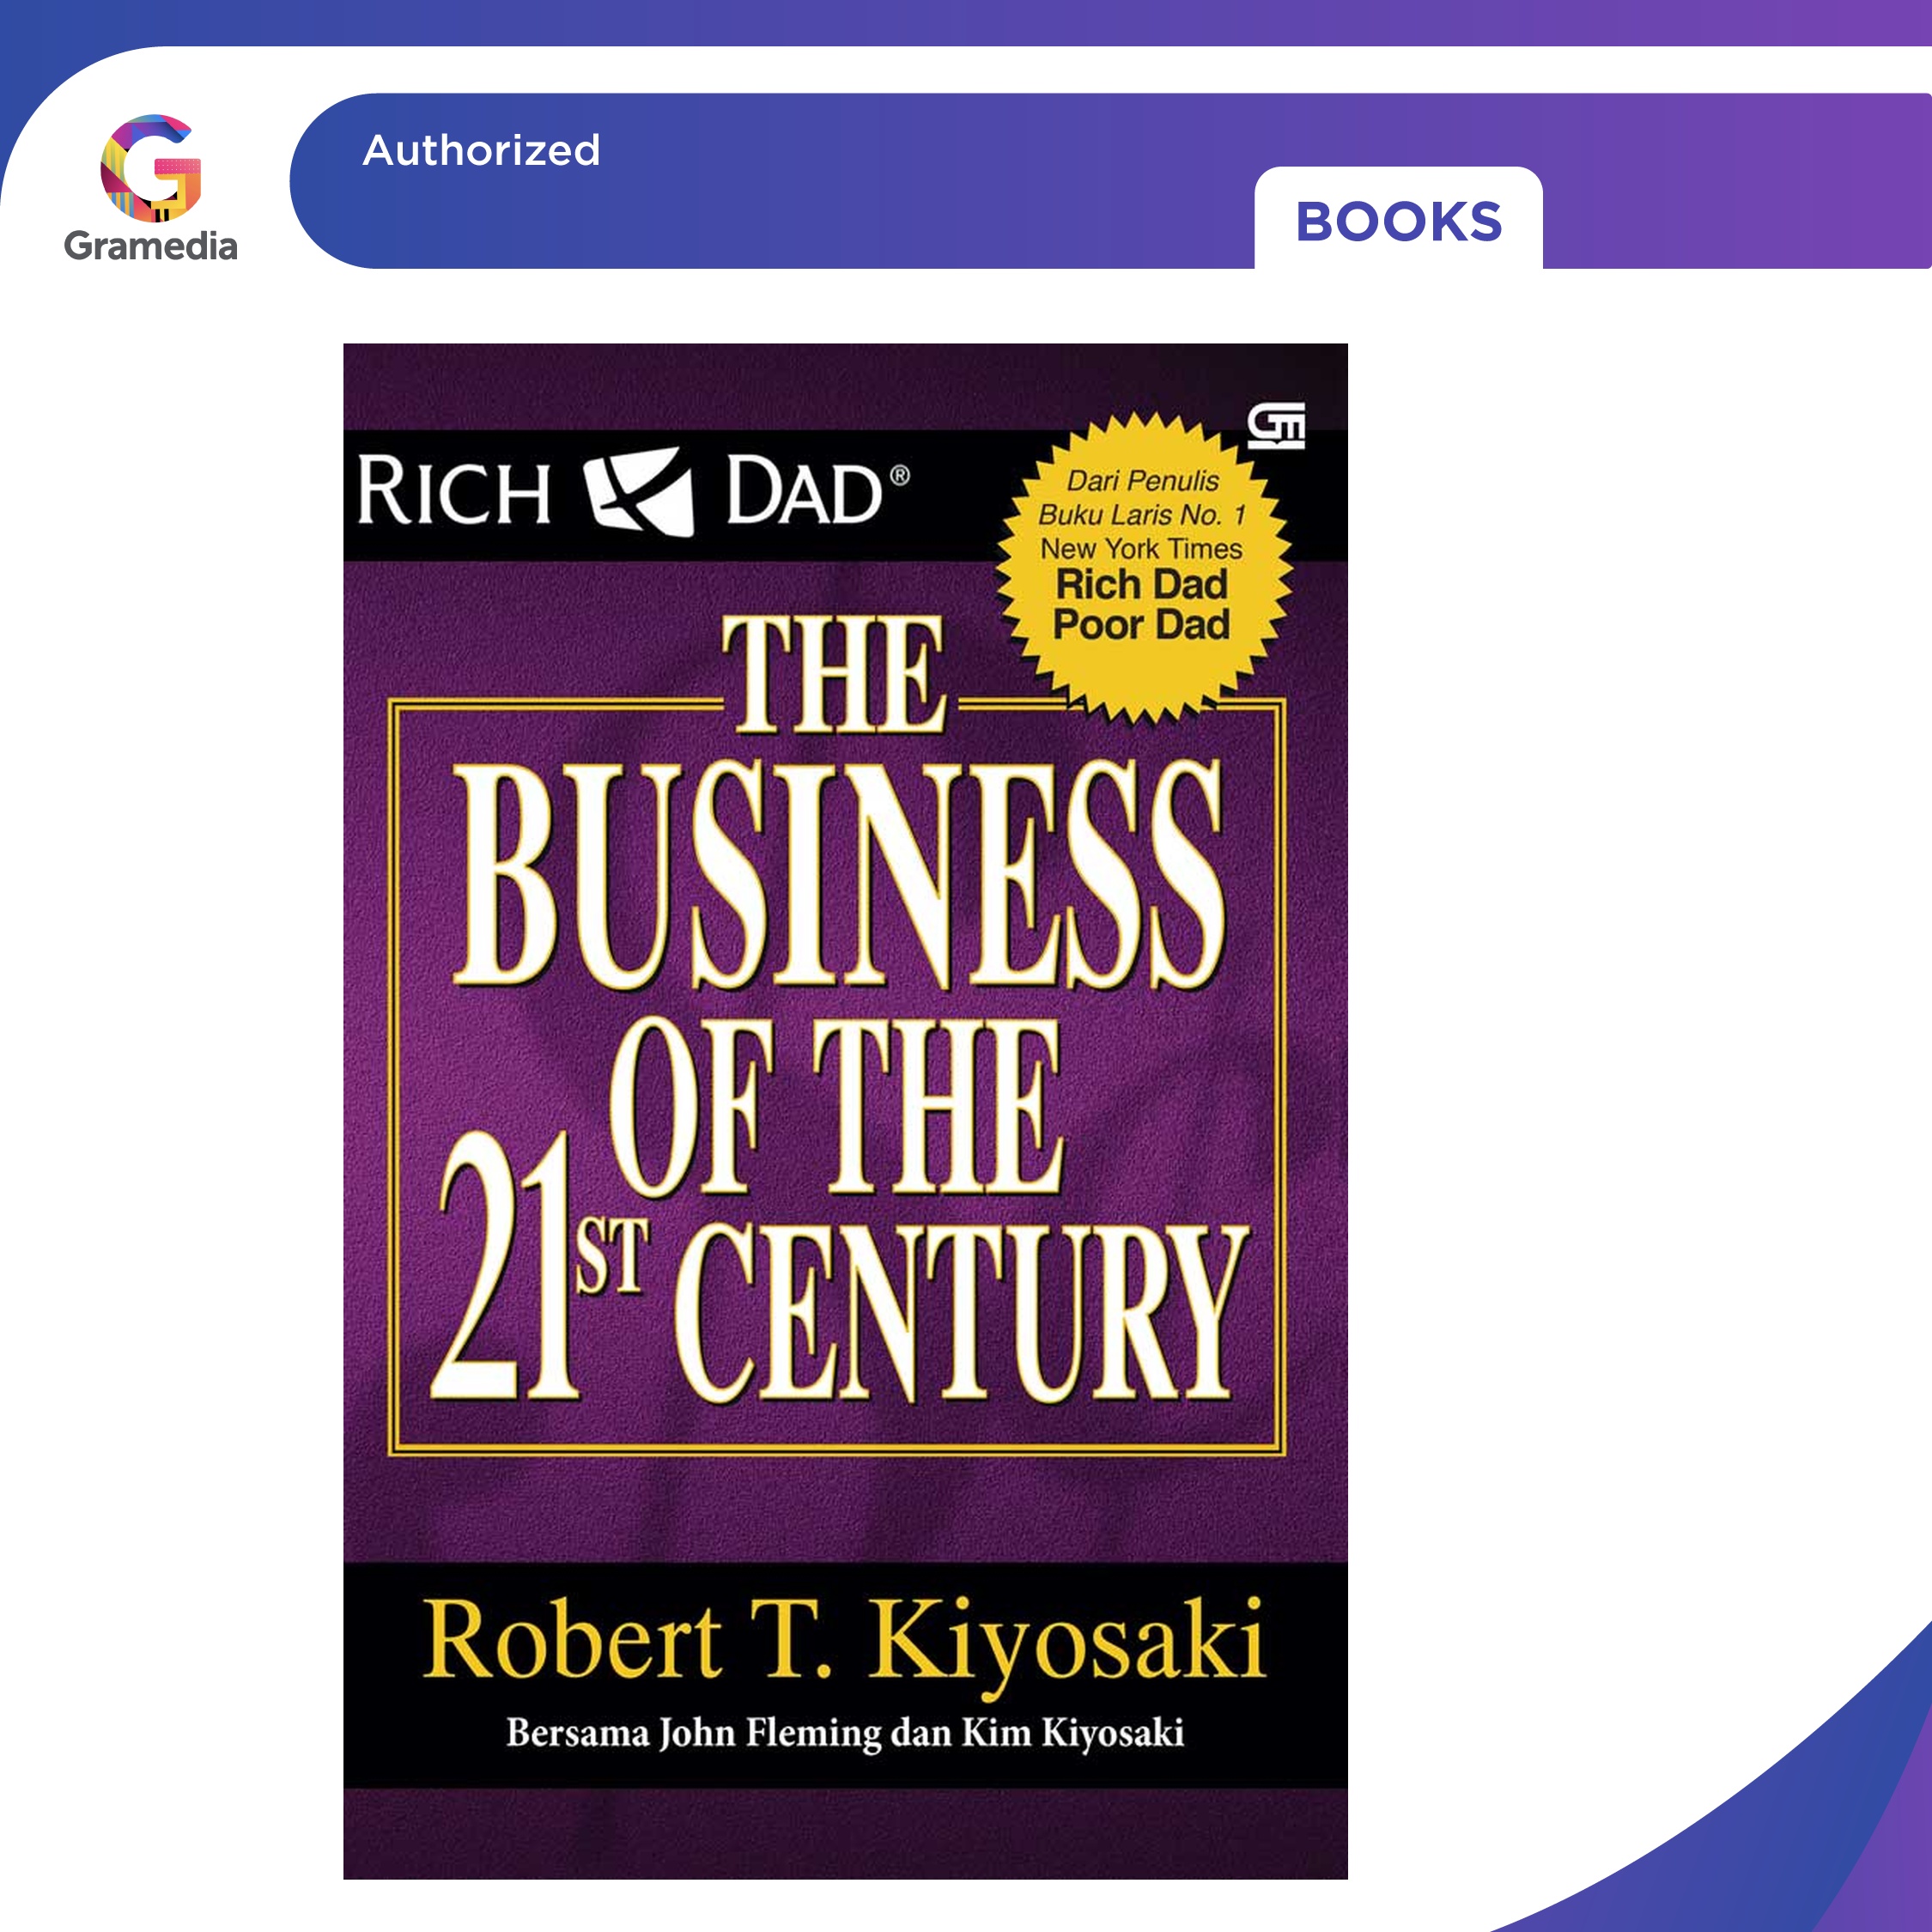 Authorized
BOOKS
Gramedia
GM
RICH DAD®
Dari Penulis
Buku Laris No. 1
New York Times
Rich Dad
Poor Dad
THE
BUSINESS
OF THE
21ST CENTURY
Robert T. Kiyosaki
Bersama John Fleming dan Kim Kiyosaki